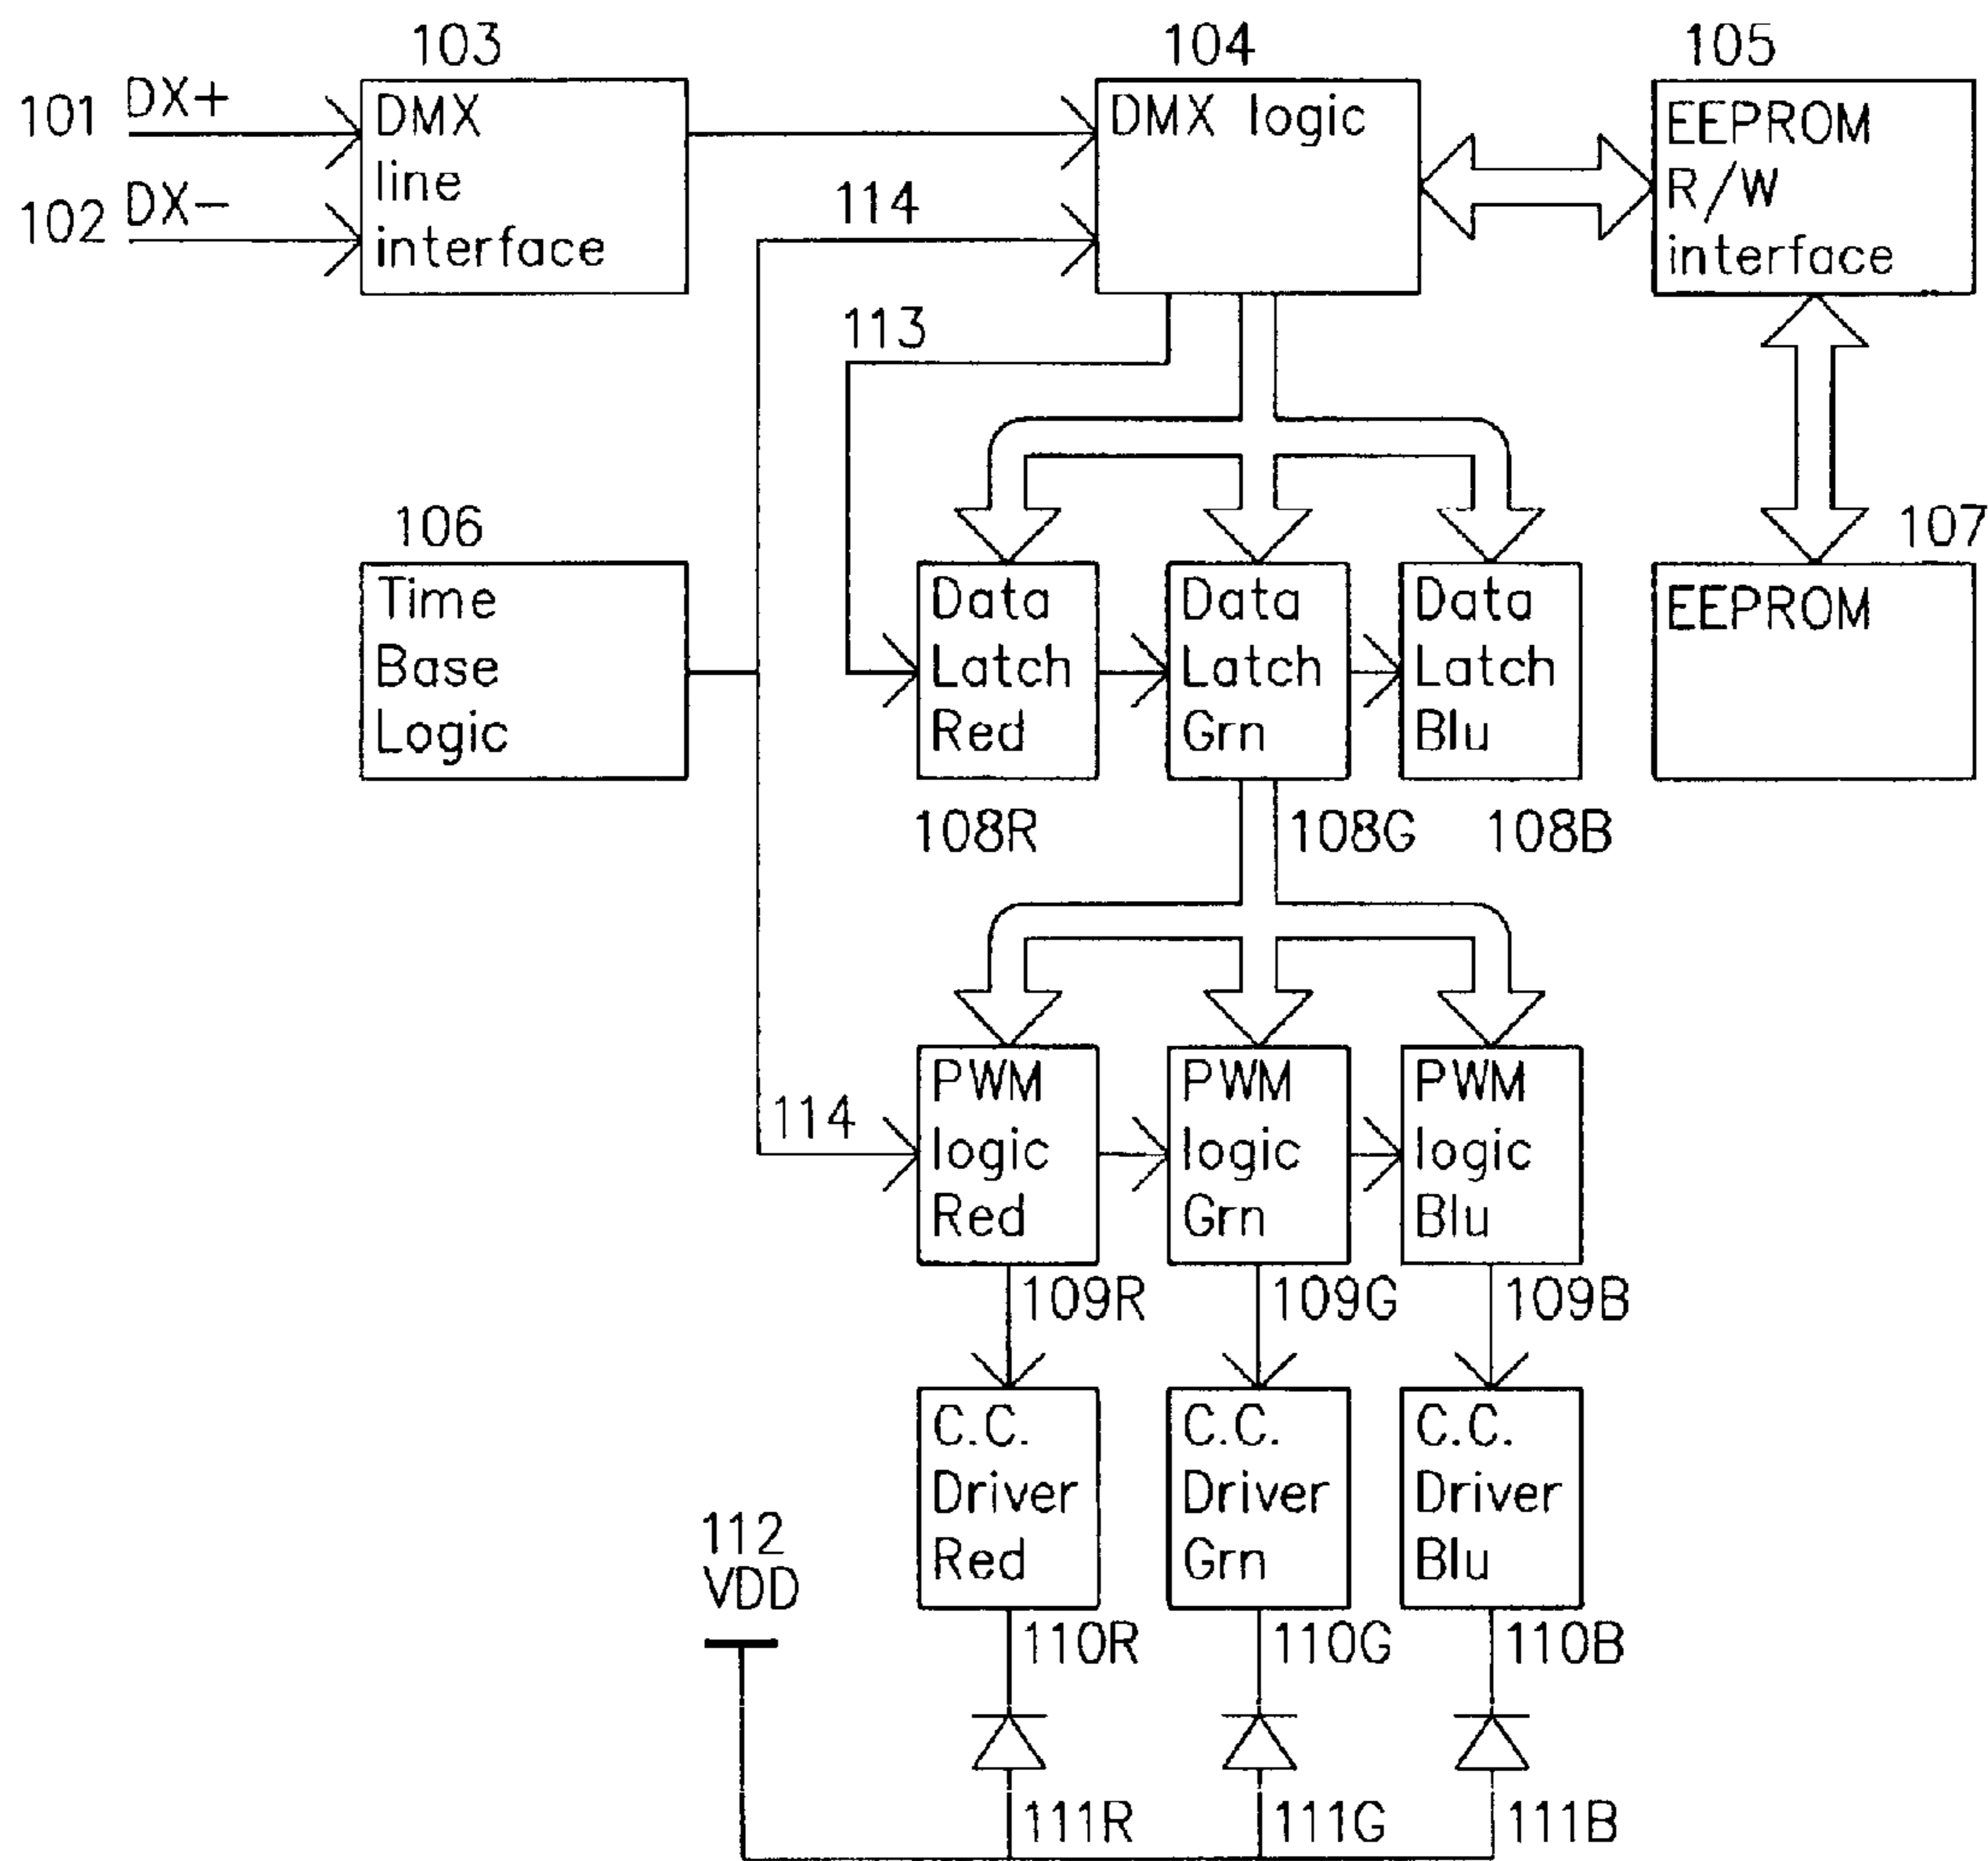 103
104
105
101
DX+
DMX
line
interface
DMX logic
EEPROM
R/W
interface
102
DX-
114
113
106
107
Time
Base
Logic
Data
Latch
Red
Data
Latch
Grn
Data
Latch
Blu
EEPROM
108R
108G
108B
114
PWM
logic
Red
PWM
logic
Grn
PWM
logic
Blu
109R
109G
109B
C.C.
Driver
Red
C.C.
Driver
Grn
C.C.
Driver
Blu
112
VDD
110R
110G
110B
111R
111G
111B